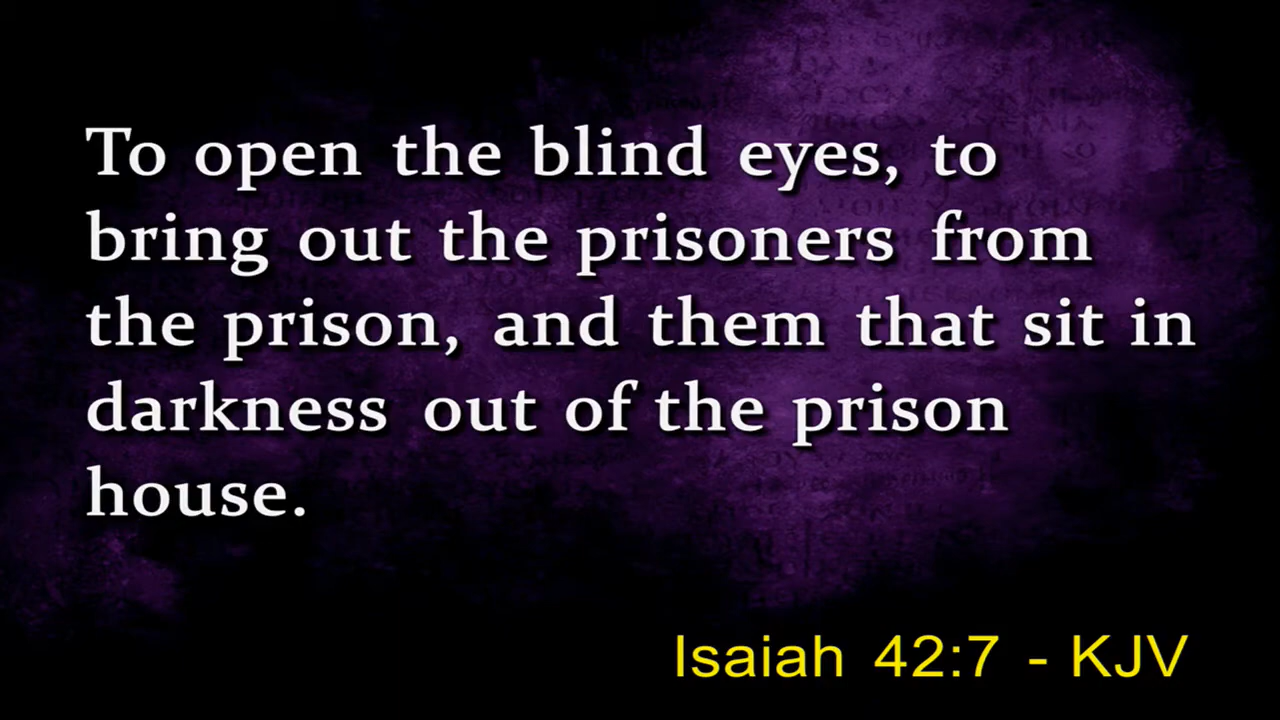 To open the blind eyes, to
bring out the prisoners from
the prison, and them that sit in
darkness out of the prison
house.
Isaiah 42:7 - KJV